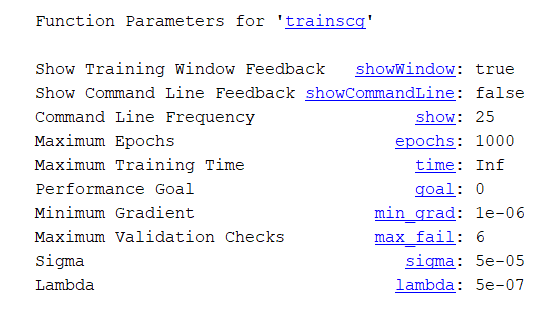 Function Parameters for 'trainscg'
Show Training Window Feedback showWindow: true
Show Command Line Feedback showCommandLine: false
Command Line Frequency show: 25
Maximum Epochs epochs: 1000
Maximum Training Time time: Inf
Performance Goal goal: 0
Minimum Gradient min_grad: 1e-06
Maximum Validation Checks max_fail: 6
Sigma sigma: 5e-05
Lambda lambda: 5e-07